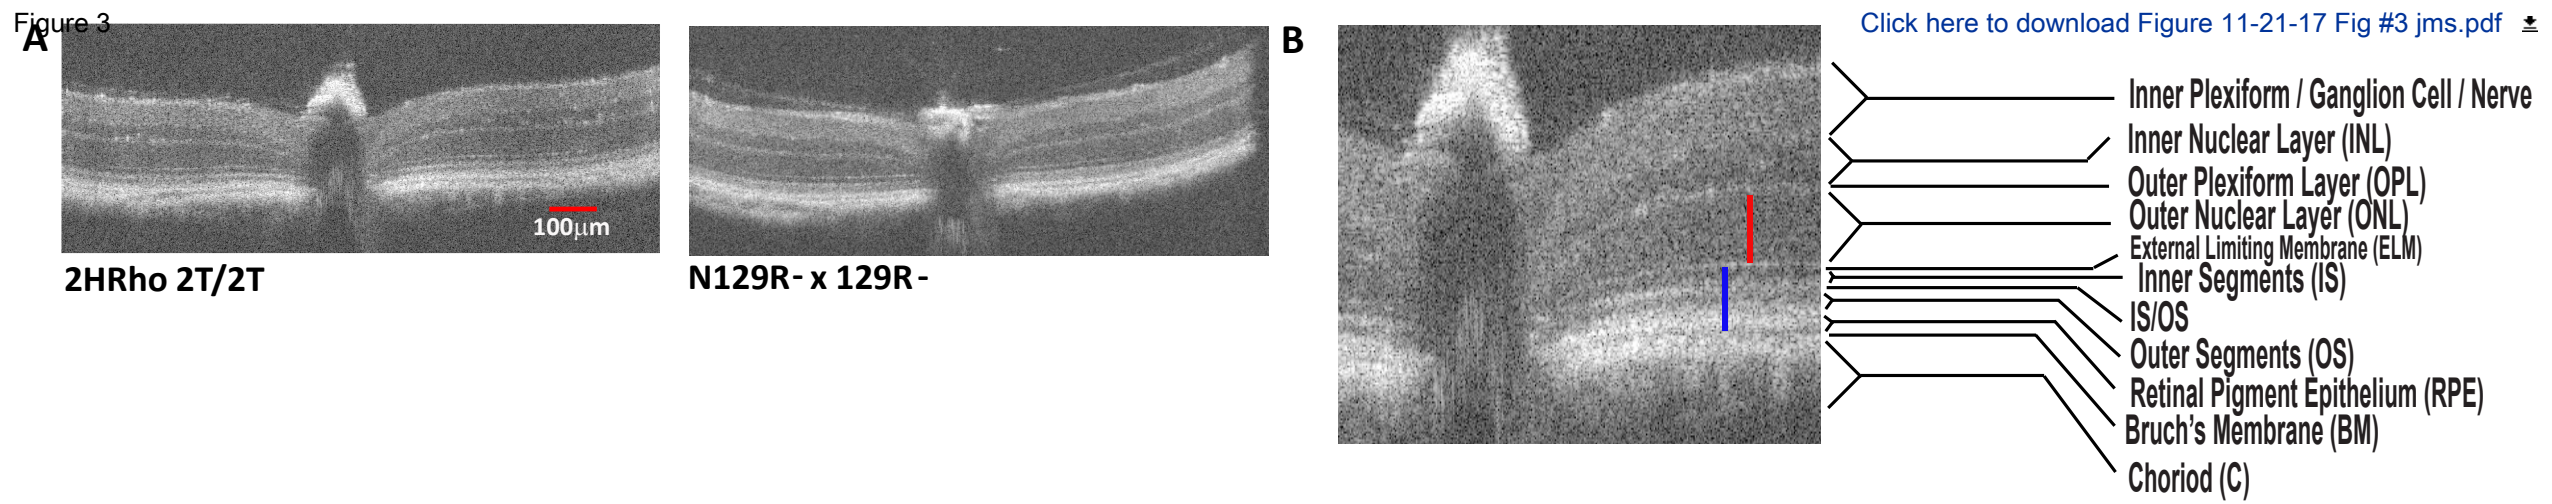 Figure 3
Click here to download Figure 11-21-17 Fig #3 jms.pdf
A
B
100µm
2HRho 2T/2T
N129R- x 129R-
Inner Plexiform / Ganglion Cell / Nerve
Inner Nuclear Layer (INL)
Outer Plexiform Layer (OPL)
Outer Nuclear Layer (ONL)
External Limiting Membrane (ELM)
Inner Segments (IS)
IS/OS
Outer Segments (OS)
Retinal Pigment Epithelium (RPE)
Bruch's Membrane (BM)
Choriod (C)